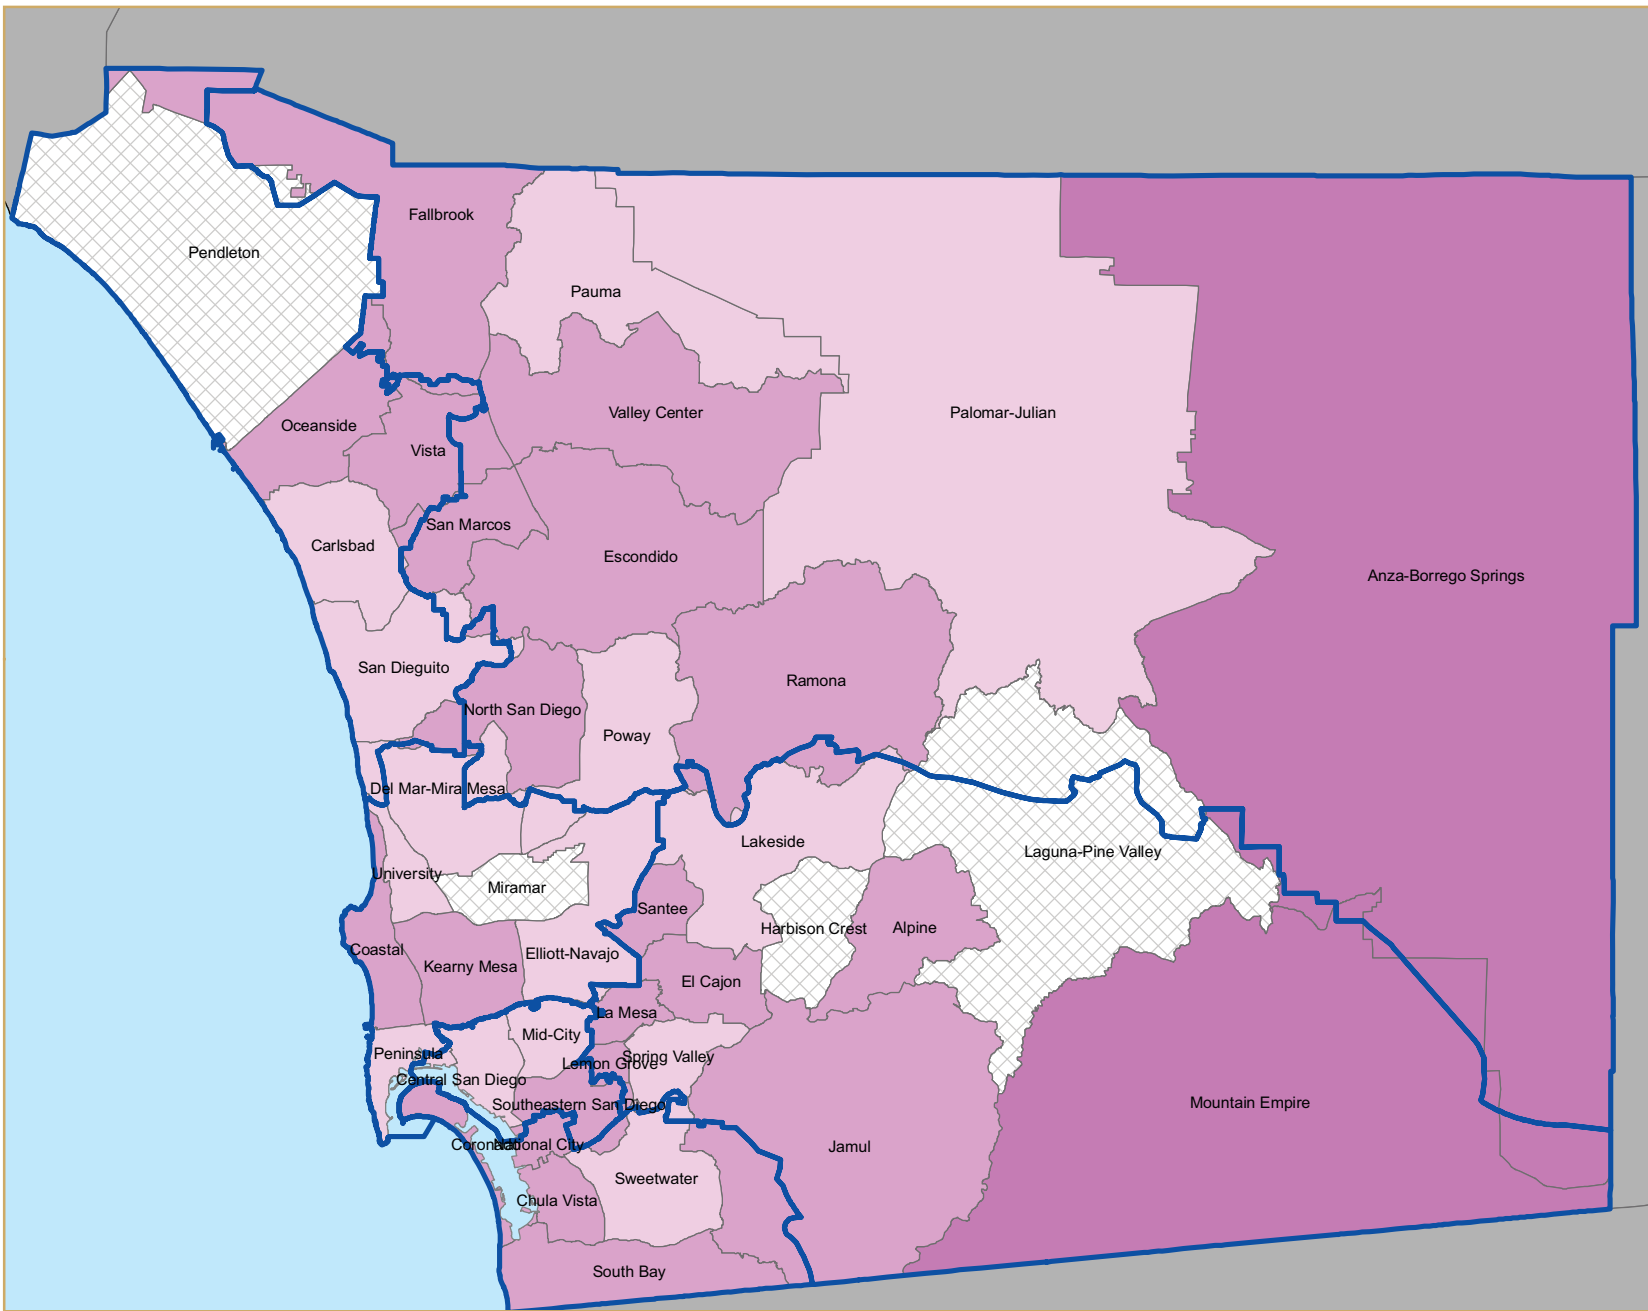 Fallbrook
Pendleton
Pauma
Valley Center
Palomar-Julian
Oceanside
Vista
San Marcos
Carlsbad
Escondido
Anza-Borrego Springs
San Dieguito
Ramona
North San Diego
Poway
Del Mar-Mira Mesa
Lakeside
Laguna-Pine Valley
University
Miramar
Santee
Harbison Crest
Alpine
Coastal
Elliott-Navajo
Kearny Mesa
El Cajon
La Mesa
Mid-City
Peninsula
Spring Valley
Lemon Grove
Central San Diego
Southeastern San Diego
Mountain Empire
Coronado
National City
Jamul
Sweetwater
Chula Vista
South Bay